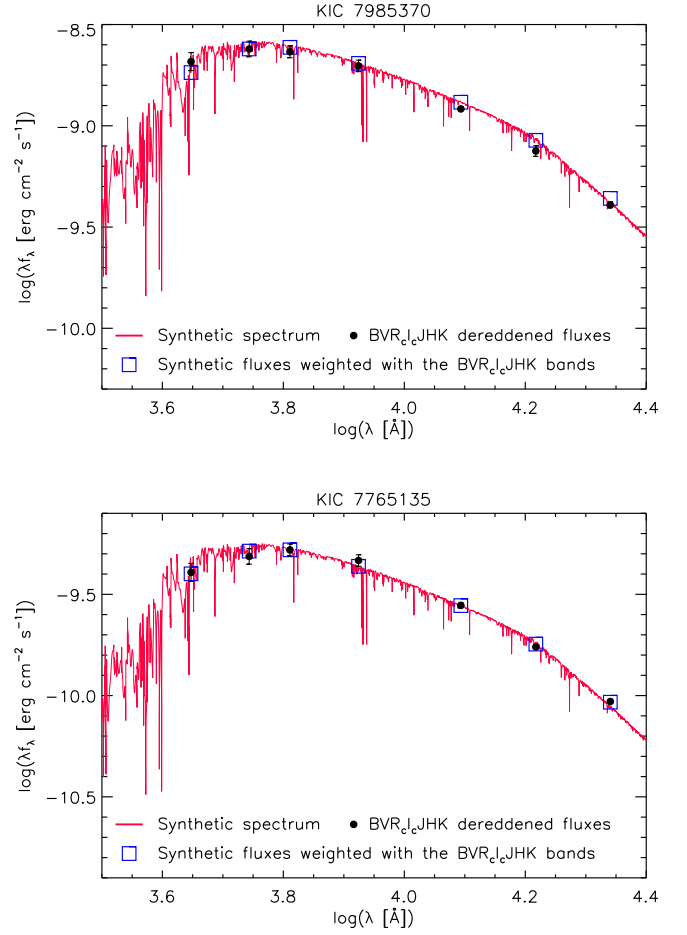 KIC 7985370
−8.5
−9.0
−9.5
−10.0
log(λf_λ [erg cm⁻² s⁻¹])
Synthetic spectrum
BVR_cI_cJHK dereddened fluxes
Synthetic fluxes weighted with the BVR_cI_cJHK bands
3.6 3.8 4.0 4.2 4.4
log(λ [Å])
KIC 7765135
−9.5
−10.0
−10.5
log(λf_λ [erg cm⁻² s⁻¹])
Synthetic spectrum
BVR_cI_cJHK dereddened fluxes
Synthetic fluxes weighted with the BVR_cI_cJHK bands
3.6 3.8 4.0 4.2 4.4
log(λ [Å])